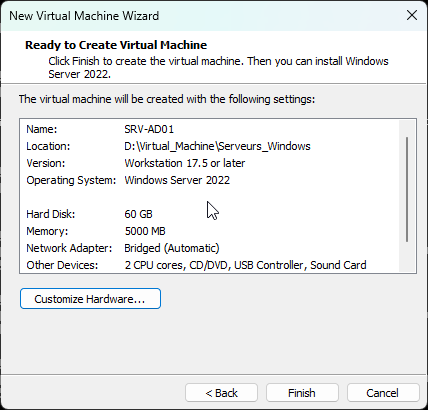 New Virtual Machine Wizard
Ready to Create Virtual Machine
Click Finish to create the virtual machine. Then you can install Windows
Server 2022.
The virtual machine will be created with the following settings:
Name: SRV-AD01
Location: D:\Virtual_Machine\Serveurs_Windows
Version: Workstation 17.5 or later
Operating System: Windows Server 2022
Hard Disk: 60 GB
Memory: 5000 MB
Network Adapter: Bridged (Automatic)
Other Devices: 2 CPU cores, CD/DVD, USB Controller, Sound Card
Customize Hardware...
< Back Finish Cancel